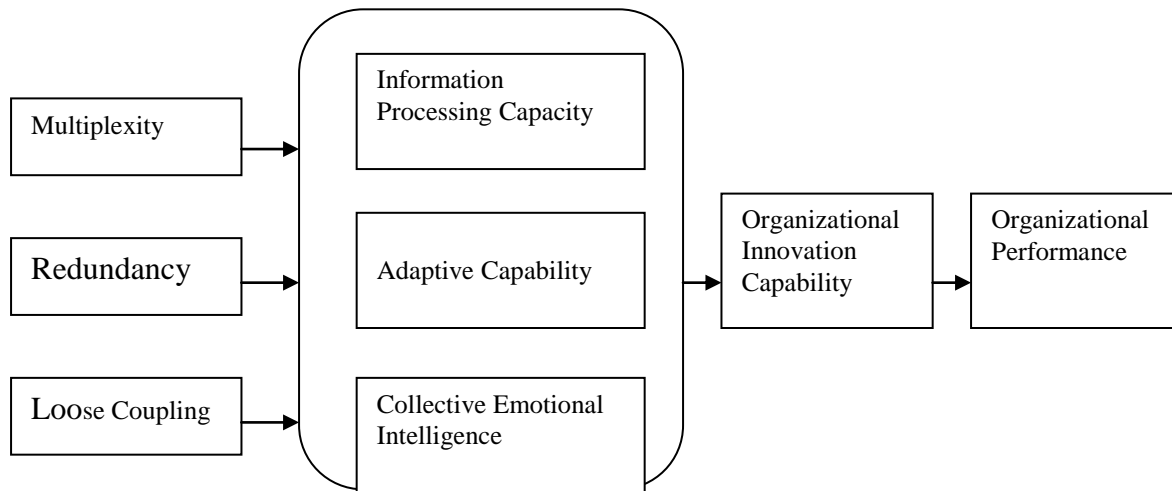 Multiplexity
Redundancy
Loose Coupling
Information
Processing Capacity
Adaptive Capability
Collective Emotional
Intelligence
Organizational
Innovation
Capability
Organizational
Performance